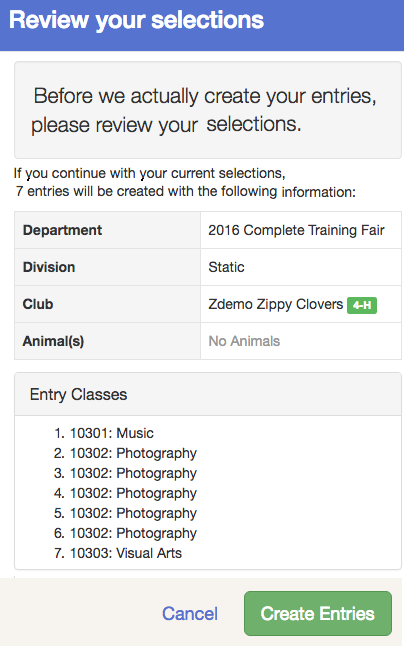 Review your selections
Before we actually create your entries,
please review your selections.
If you continue with your current selections,
7 entries will be created with the following information:
Department 2016 Complete Training Fair
Division Static
Club Zdemo Zippy Clovers 4-H
Animal(s) No Animals
Entry Classes
1. 10301: Music
2. 10302: Photography
3. 10302: Photography
4. 10302: Photography
5. 10302: Photography
6. 10302: Photography
7. 10303: Visual Arts
Cancel Create Entries